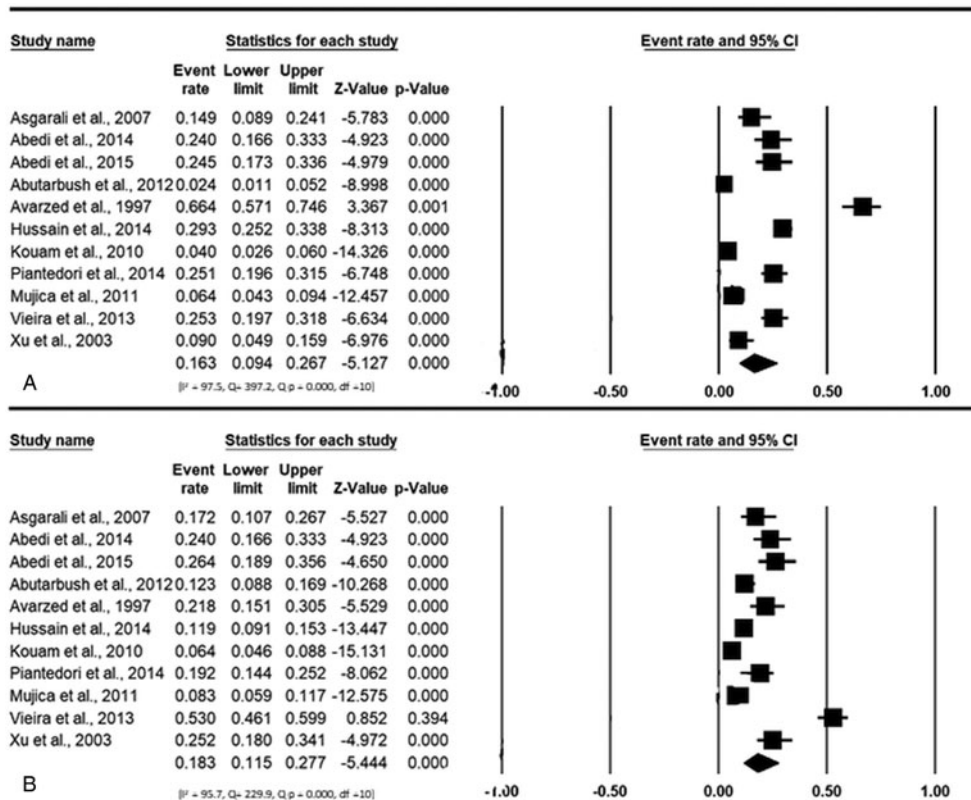 Study name Statistics for each study Event rate and 95% CI
Event Lower Upper
rate limit limit Z-Value p-Value
Asgarali et al., 2007 0.149 0.089 0.241 -5.783 0.000
Abedi et al., 2014 0.240 0.166 0.333 -4.923 0.000
Abedi et al., 2015 0.245 0.173 0.336 -4.979 0.000
Abutarbush et al., 2012 0.024 0.011 0.052 -8.998 0.000
Avarzed et al., 1997 0.664 0.571 0.746 3.367 0.001
Hussain et al., 2014 0.293 0.252 0.338 -8.313 0.000
Kouam et al., 2010 0.040 0.026 0.060 -14.326 0.000
Piantedori et al., 2014 0.251 0.196 0.315 -6.748 0.000
Mujica et al., 2011 0.064 0.043 0.094 -12.457 0.000
Vieira et al., 2013 0.253 0.197 0.318 -6.634 0.000
Xu et al., 2003 0.090 0.049 0.159 -6.976 0.000
0.163 0.094 0.267 -5.127 0.000
A
[I² = 97.5, Q= 397.2, Q p = 0.000, df =10]
-1.00 -0.50 0.00 0.50 1.00
Study name Statistics for each study Event rate and 95% CI
Event Lower Upper
rate limit limit Z-Value p-Value
Asgarali et al., 2007 0.172 0.107 0.267 -5.527 0.000
Abedi et al., 2014 0.240 0.166 0.333 -4.923 0.000
Abedi et al., 2015 0.264 0.189 0.356 -4.650 0.000
Abutarbush et al., 2012 0.123 0.088 0.169 -10.268 0.000
Avarzed et al., 1997 0.218 0.151 0.305 -5.529 0.000
Hussain et al., 2014 0.119 0.091 0.153 -13.447 0.000
Kouam et al., 2010 0.064 0.046 0.088 -15.131 0.000
Piantedori et al., 2014 0.192 0.144 0.252 -8.062 0.000
Mujica et al., 2011 0.083 0.059 0.117 -12.575 0.000
Vieira et al., 2013 0.530 0.461 0.599 0.852 0.394
Xu et al., 2003 0.252 0.180 0.341 -4.972 0.000
0.183 0.115 0.277 -5.444 0.000
B
[I² = 95.7, Q= 229.9, Q p = 0.000, df =10]
-1.00 -0.50 0.00 0.50 1.00